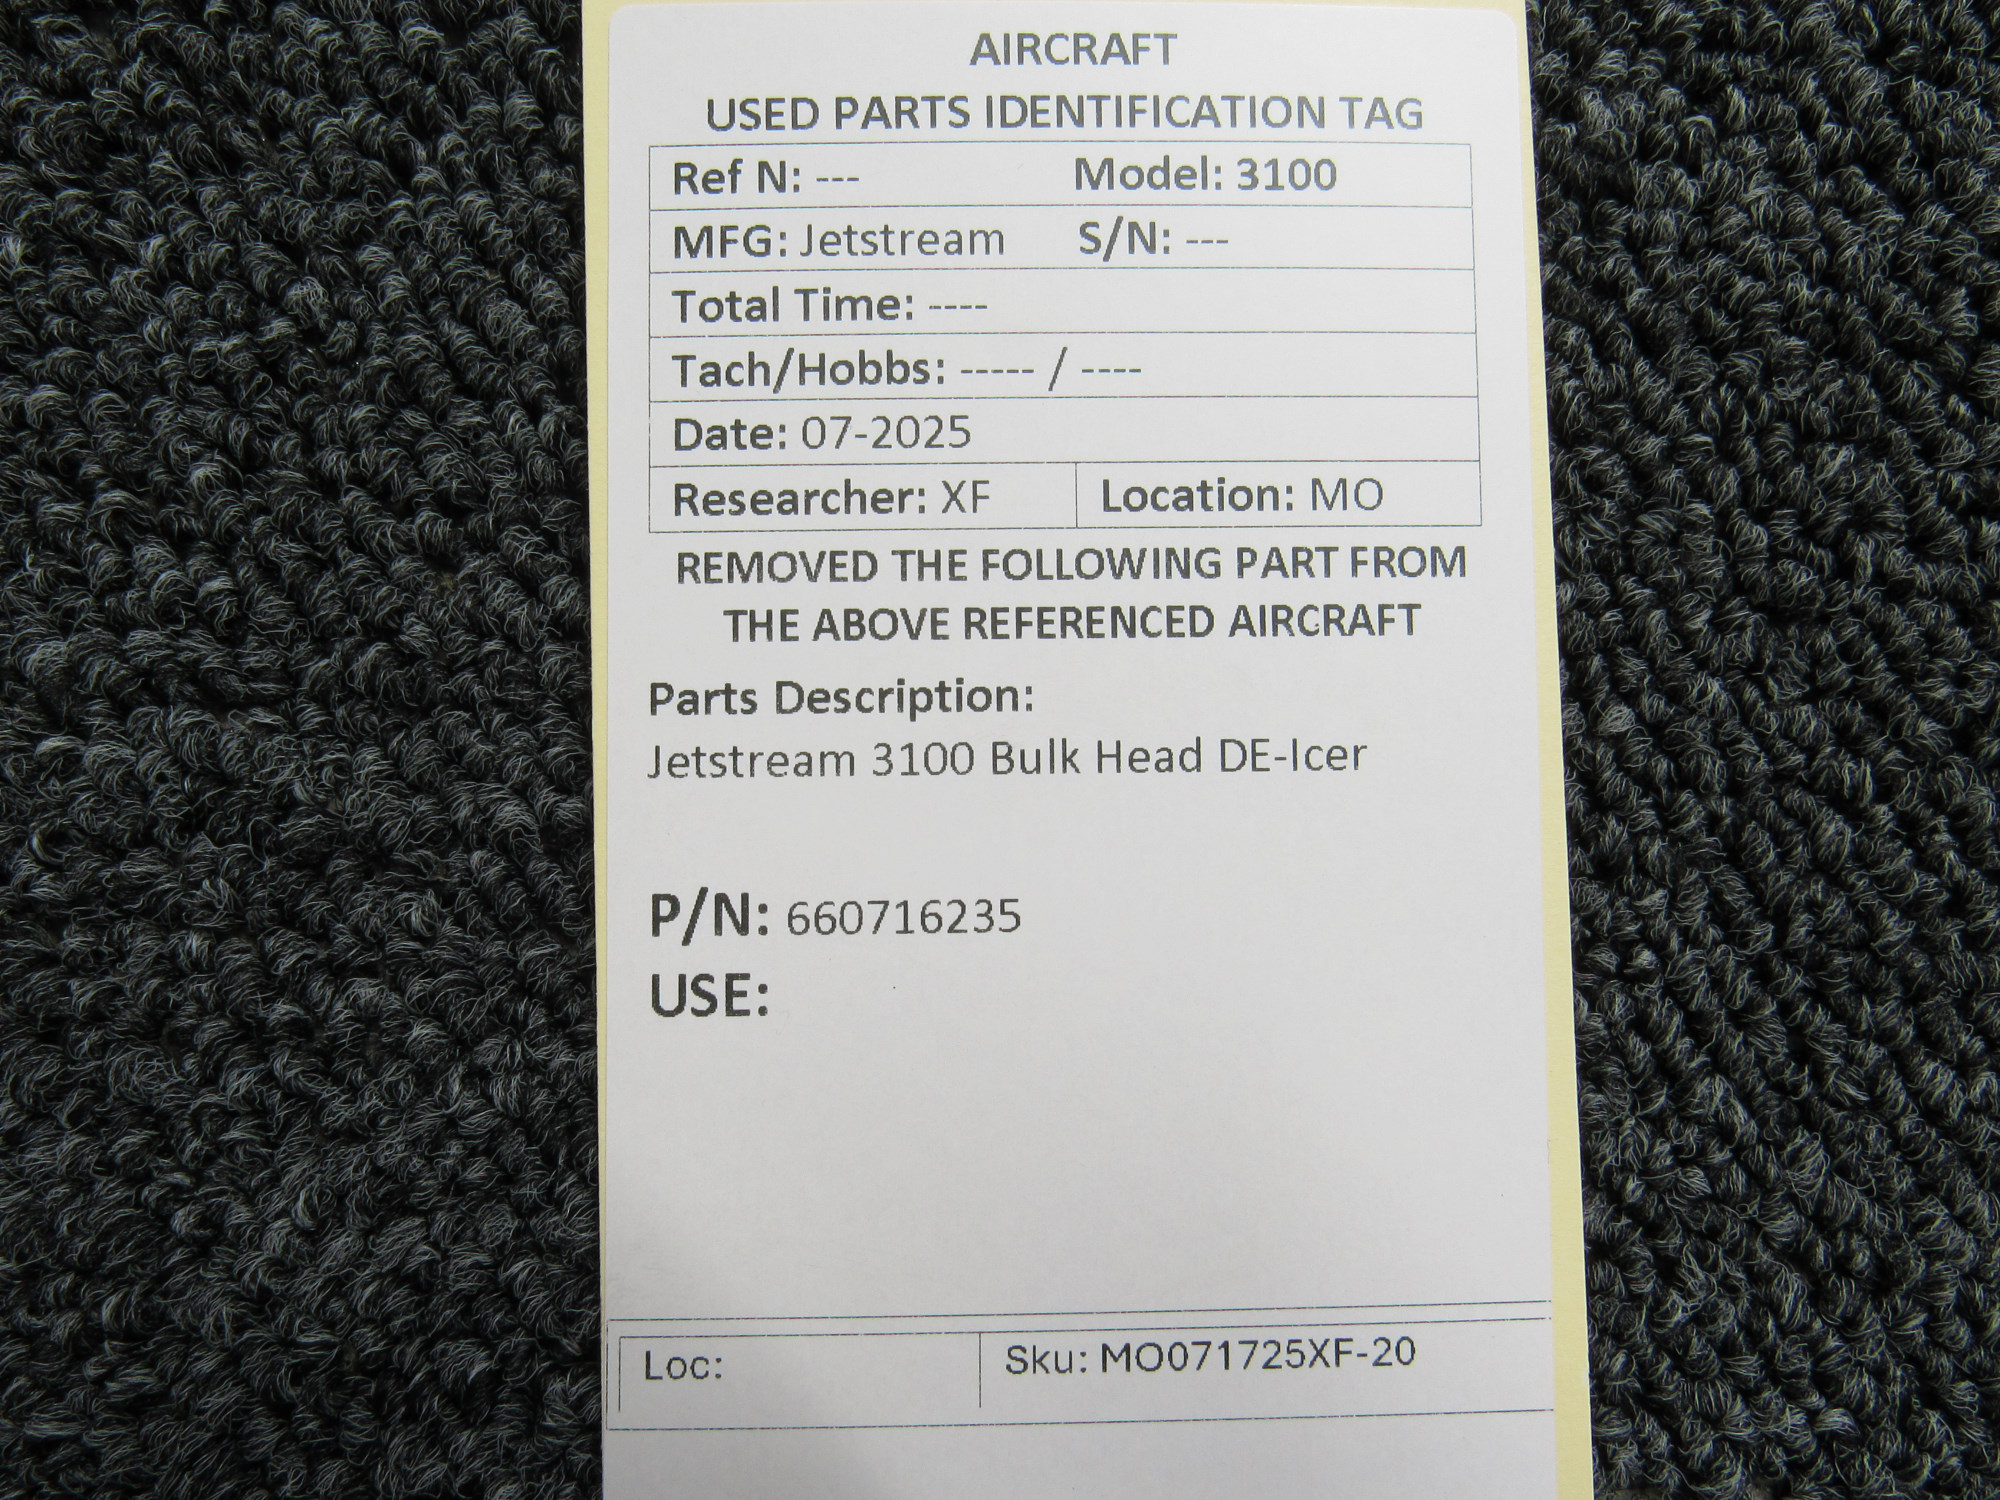 AIRCRAFT
USED PARTS IDENTIFICATION TAG
Ref N: --- Model: 3100
MFG: Jetstream S/N: ---
Total Time: ----
Tach/Hobbs: ----- / ----
Date: 07-2025
Researcher: XF Location: MO
REMOVED THE FOLLOWING PART FROM
THE ABOVE REFERENCED AIRCRAFT
Parts Description:
Jetstream 3100 Bulk Head DE-Icer
P/N: 660716235
USE:
Loc: Sku: MO071725XF-20